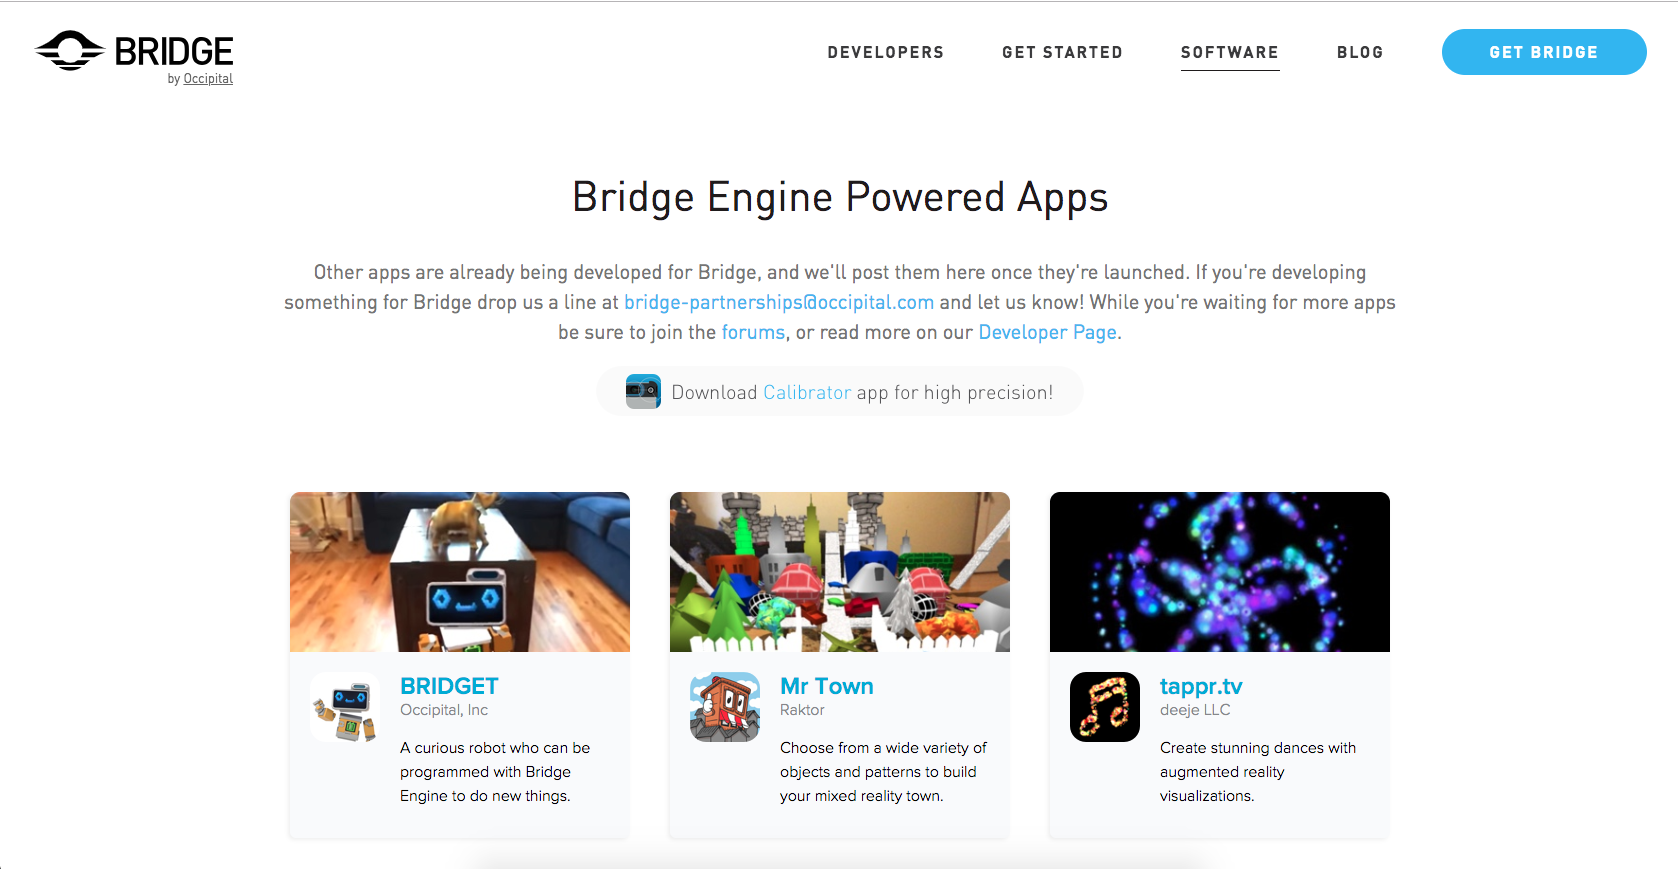 BRIDGE
by Occipital
DEVELOPERS
GET STARTED
SOFTWARE
BLOG
GET BRIDGE
Bridge Engine Powered Apps
Other apps are already being developed for Bridge, and we'll post them here once they're launched. If you're developing
something for Bridge drop us a line at bridge-partnerships@occipital.com and let us know! While you're waiting for more apps
be sure to join the forums, or read more on our Developer Page.
Download Calibrator app for high precision!
BRIDGET
Occipital, Inc
A curious robot who can be
programmed with Bridge
Engine to do new things.
Mr Town
Raktor
Choose from a wide variety of
objects and patterns to build
your mixed reality town.
tappr.tv
deeje LLC
Create stunning dances with
augmented reality
visualizations.